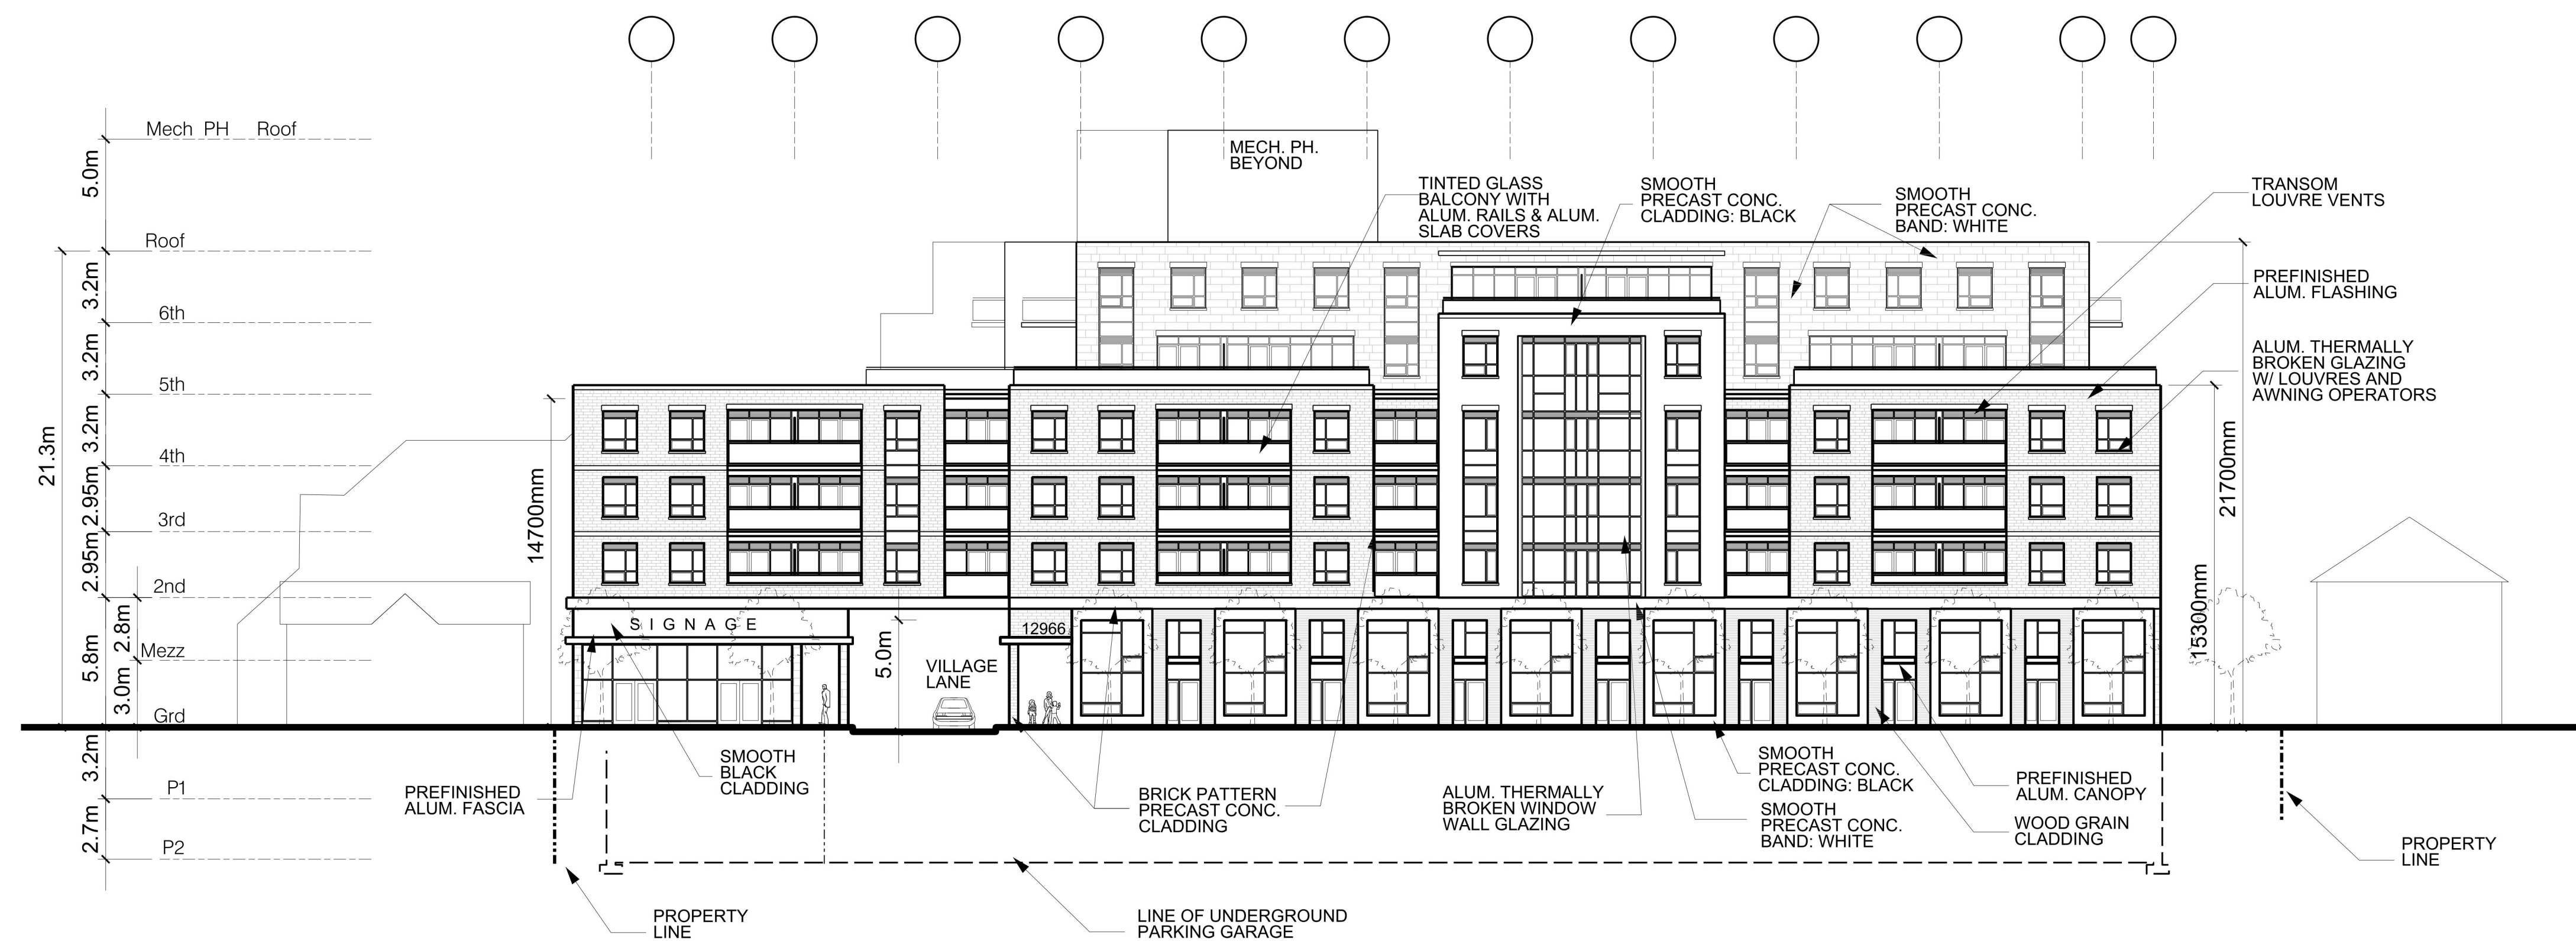 Mech PH Roof
5.0m
Roof
3.2m
6th
3.2m
5th
3.2m
4th
2.95m
3rd
2.95m
2nd
2.8m
5.8m
Mezz
3.0m
Grd
3.2m
P1
2.7m
P2
21.3m
14700mm
MECH. PH.
BEYOND
TINTED GLASS
BALCONY WITH
ALUM. RAILS & ALUM.
SLAB COVERS
SMOOTH
PRECAST CONC.
CLADDING: BLACK
SMOOTH
PRECAST CONC.
BAND: WHITE
TRANSOM
LOUVRE VENTS
PREFINISHED
ALUM. FLASHING
ALUM. THERMALLY
BROKEN GLAZING
W/ LOUVRES AND
AWNING OPERATORS
21700mm
15300mm
SIGNAGE
5.0m
VILLAGE
LANE
12966
PREFINISHED
ALUM. FASCIA
SMOOTH
BLACK
CLADDING
BRICK PATTERN
PRECAST CONC.
CLADDING
ALUM. THERMALLY
BROKEN WINDOW
WALL GLAZING
SMOOTH
PRECAST CONC.
CLADDING: BLACK
SMOOTH
PRECAST CONC.
BAND: WHITE
PREFINISHED
ALUM. CANOPY
WOOD GRAIN
CLADDING
PROPERTY
LINE
PROPERTY
LINE
LINE OF UNDERGROUND
PARKING GARAGE